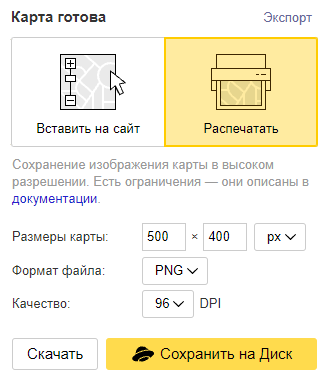 Карта готова Экспорт
Вставить на сайт Распечатать
Сохранение изображения карты в высоком
разрешении. Есть ограничения — они описаны в
документации.
Размеры карты: 500 × 400 px
Формат файла: PNG
Качество: 96 DPI
Скачать Сохранить на Диск